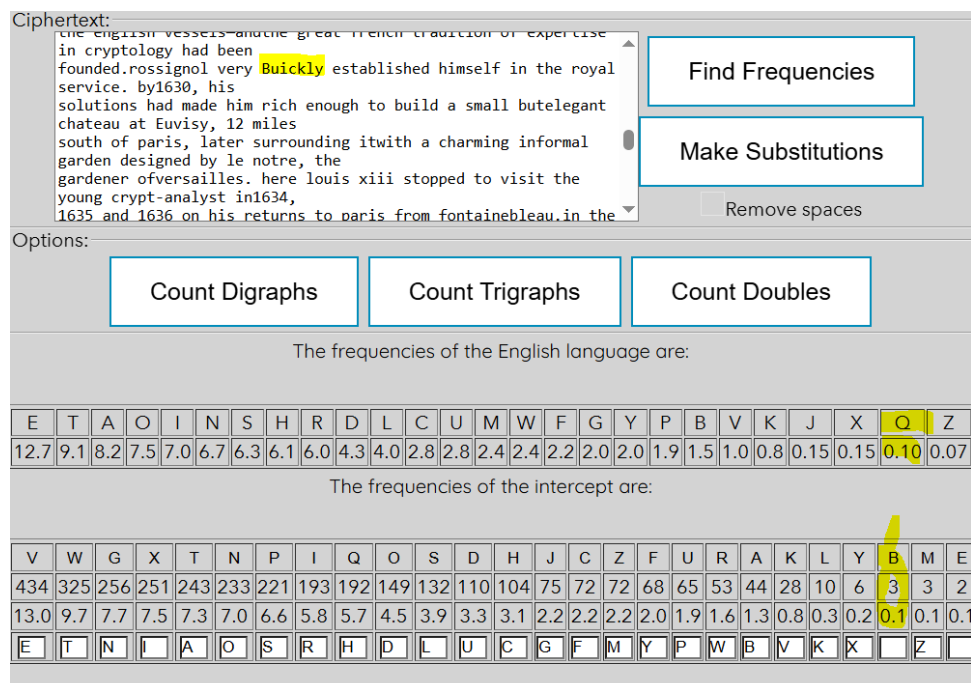 Ciphertext:
the english vessels—andthe great french tradition of expertise
in cryptology had been
founded.rossignol very Buickly established himself in the royal
service. by1630, his
solutions had made him rich enough to build a small butelegant
chateau at Euvisy, 12 miles
south of paris, later surrounding itwith a charming informal
garden designed by le notre, the
gardener ofversailles. here louis xiii stopped to visit the
young crypt-analyst in1634,
1635 and 1636 on his returns to paris from fontainebleau.in the
Find Frequencies
Make Substitutions
Remove spaces
Options:
Count Digraphs Count Trigraphs Count Doubles
The frequencies of the English language are:
E T A O I N S H R D L C U M W F G Y P B V K J X Q Z
12.7 9.1 8.2 7.5 7.0 6.7 6.3 6.1 6.0 4.3 4.0 2.8 2.8 2.4 2.4 2.2 2.0 2.0 1.9 1.5 1.0 0.8 0.15 0.15 0.10 0.07
The frequencies of the intercept are:
V W G X T N P I Q O S D H J C Z F U R A K L Y B M E
434 325 256 251 243 233 221 193 192 149 132 110 104 75 72 72 68 65 53 44 28 10 6 3 3 2
13.0 9.7 7.7 7.5 7.3 7.0 6.6 5.8 5.7 4.5 3.9 3.3 3.1 2.2 2.2 2.2 2.0 1.9 1.6 1.3 0.8 0.3 0.2 0.1 0.1 0.1
E T N I A O S R H D L U C G F M Y P W B V K X Z